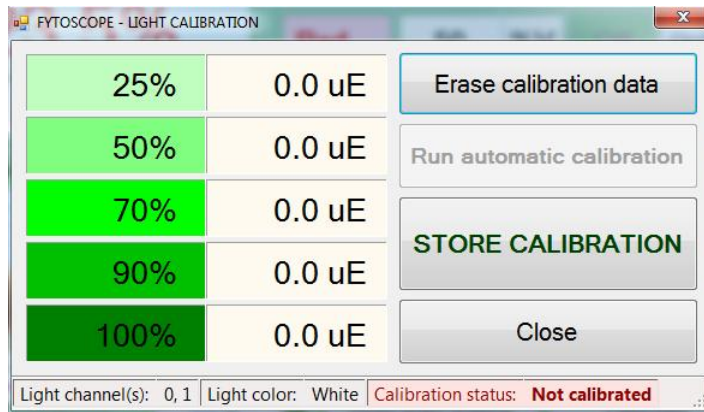 FYTOSCOPE - LIGHT CALIBRATION
25% 0.0 uE
Erase calibration data
50% 0.0 uE
Run automatic calibration
70% 0.0 uE
STORE CALIBRATION
90% 0.0 uE
100% 0.0 uE
Close
Light channel(s): 0, 1 Light color: White Calibration status: Not calibrated